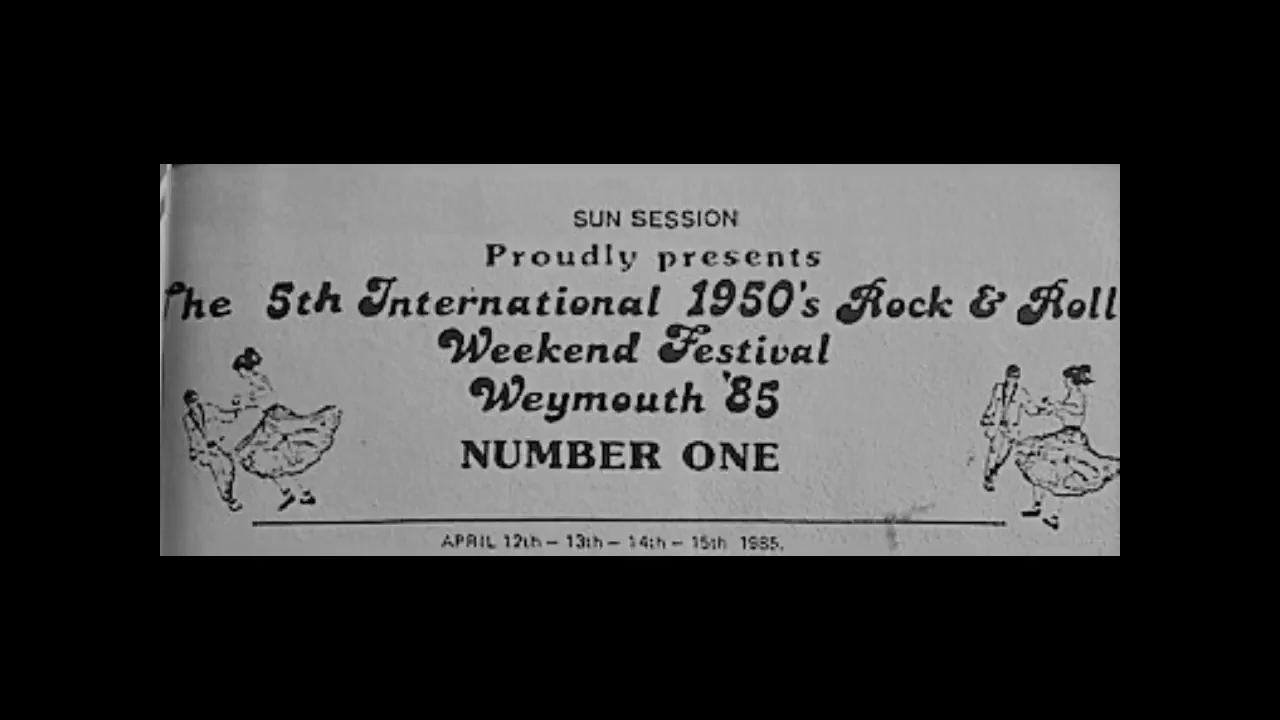 SUN SESSION
Proudly presents
The 5th International 1950's Rock & Roll
Weekend Festival
Weymouth '85
NUMBER ONE
APRIL 12th – 13th – 14th – 15th 1985.